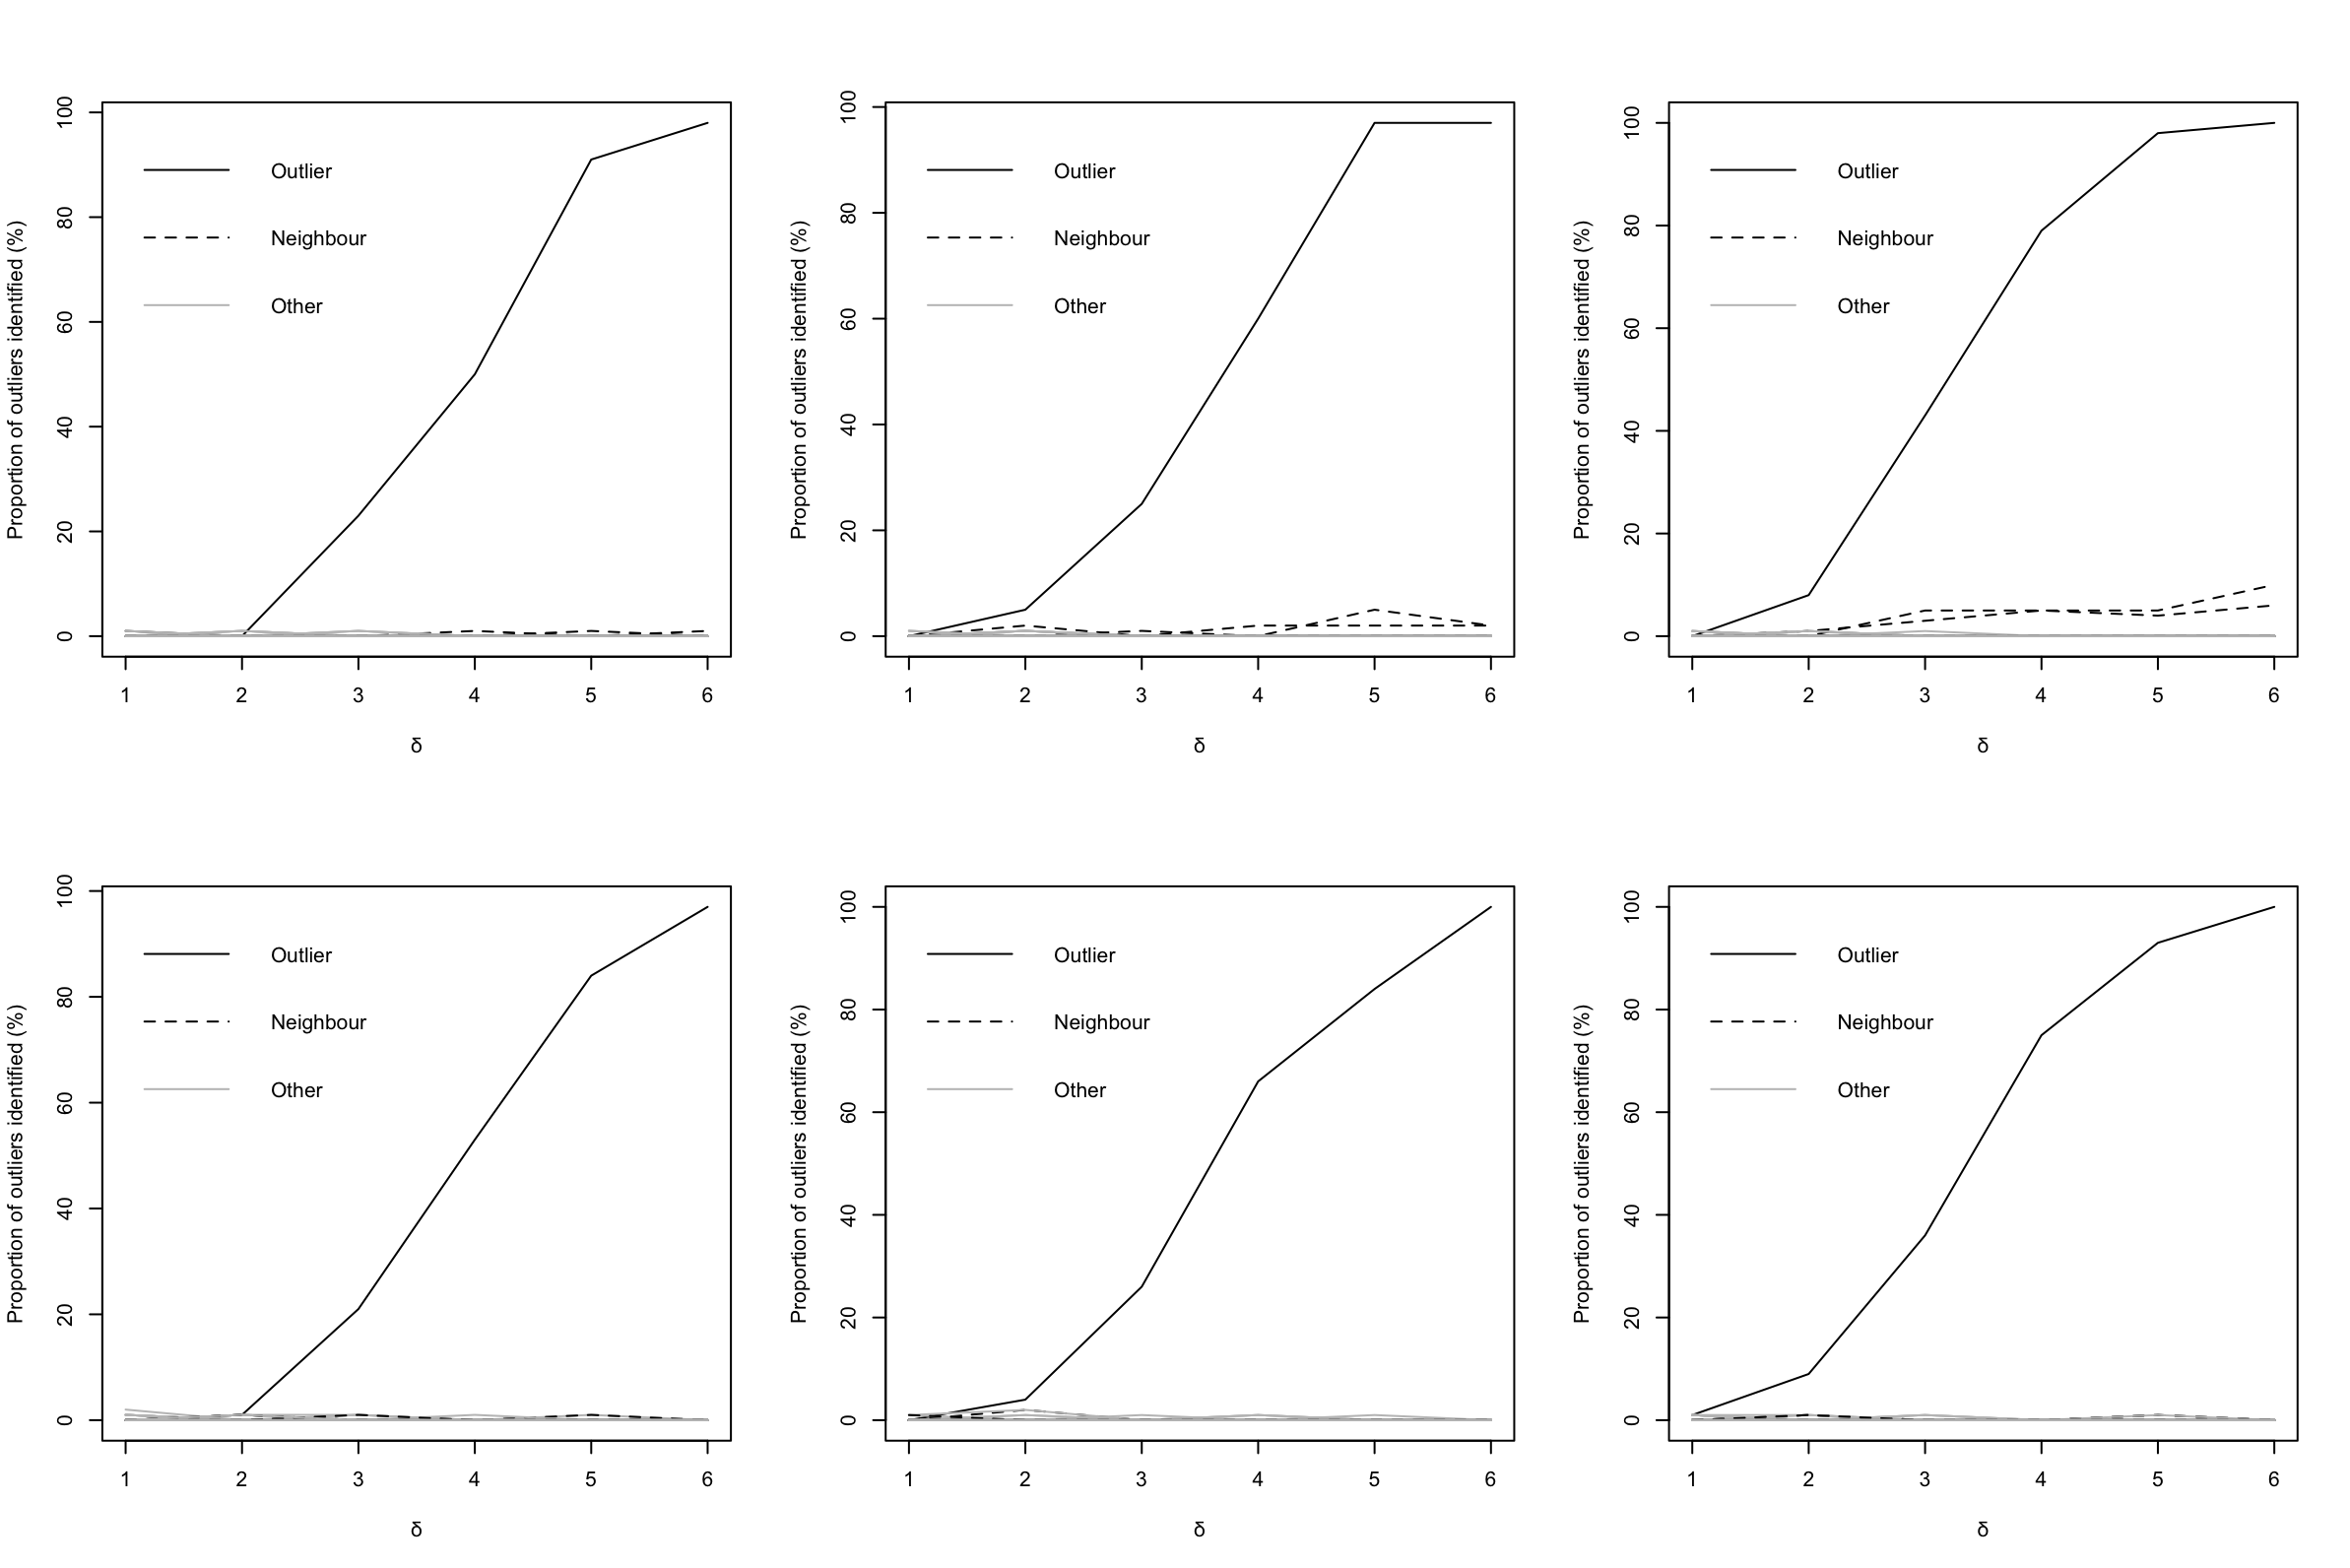 Proportion of outliers identified (%)
0 20 40 60 80 100
Outlier
Neighbour
Other
1 2 3 4 5 6
δ
Proportion of outliers identified (%)
0 20 40 60 80 100
Outlier
Neighbour
Other
1 2 3 4 5 6
δ
Proportion of outliers identified (%)
0 20 40 60 80 100
Outlier
Neighbour
Other
1 2 3 4 5 6
δ
Proportion of outliers identified (%)
0 20 40 60 80 100
Outlier
Neighbour
Other
1 2 3 4 5 6
δ
Proportion of outliers identified (%)
0 20 40 60 80 100
Outlier
Neighbour
Other
1 2 3 4 5 6
δ
Proportion of outliers identified (%)
0 20 40 60 80 100
Outlier
Neighbour
Other
1 2 3 4 5 6
δ